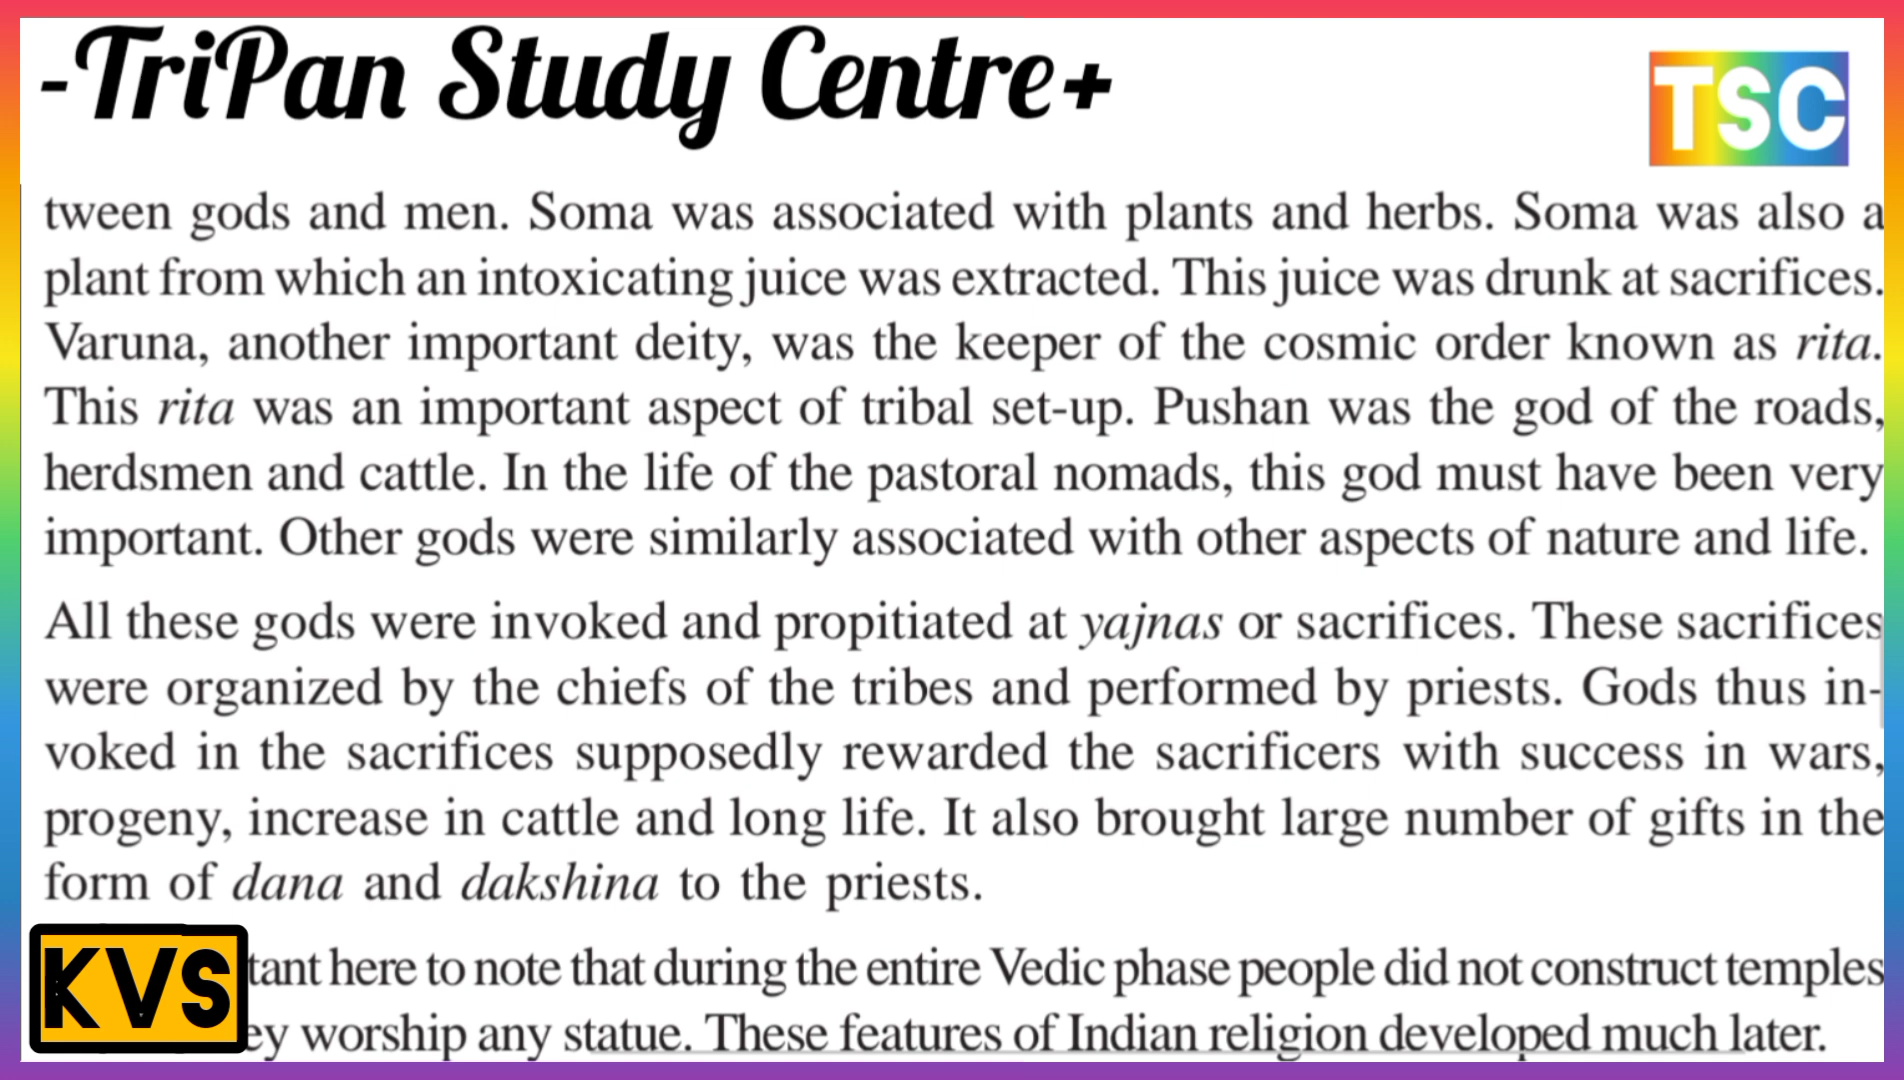 -TriPan Study Centre+
TSC
tween gods and men. Soma was associated with plants and herbs. Soma was also a
plant from which an intoxicating juice was extracted. This juice was drunk at sacrifices.
Varuna, another important deity, was the keeper of the cosmic order known as rita.
This rita was an important aspect of tribal set-up. Pushan was the god of the roads,
herdsmen and cattle. In the life of the pastoral nomads, this god must have been very
important. Other gods were similarly associated with other aspects of nature and life.
All these gods were invoked and propitiated at yajnas or sacrifices. These sacrifices
were organized by the chiefs of the tribes and performed by priests. Gods thus in-
voked in the sacrifices supposedly rewarded the sacrificers with success in wars,
progeny, increase in cattle and long life. It also brought large number of gifts in the
form of dana and dakshina to the priests.
tant here to note that during the entire Vedic phase people did not construct temples
ey worship any statue. These features of Indian religion developed much later.
KVS